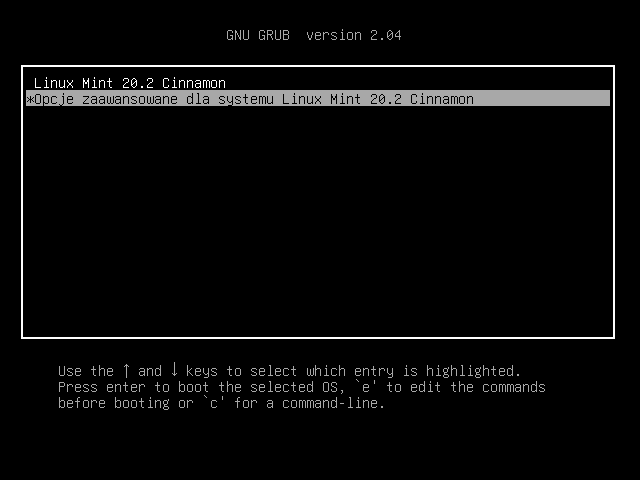 GNU GRUB  version 2.04
Linux Mint 20.2 Cinnamon
*Opcje zaawansowane dla systemu Linux Mint 20.2 Cinnamon
Use the ↑ and ↓ keys to select which entry is highlighted.
Press enter to boot the selected OS, `e' to edit the commands
before booting or `c' for a command-line.